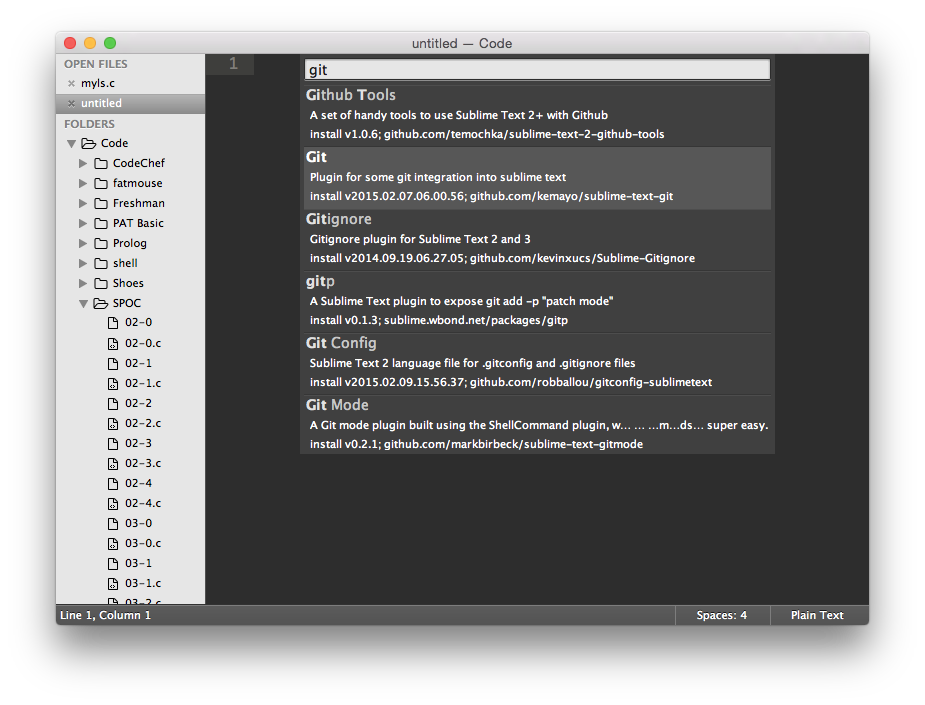 untitled — Code
OPEN FILES
myls.c
untitled
FOLDERS
Code
CodeChef
fatmouse
Freshman
PAT Basic
Prolog
shell
Shoes
SPOC
02-0
02-0.c
02-1
02-1.c
02-2
02-2.c
02-3
02-3.c
02-4
02-4.c
03-0
03-0.c
03-1
03-1.c
03-2.c
1
git
Github Tools
A set of handy tools to use Sublime Text 2+ with Github
install v1.0.6; github.com/temochka/sublime-text-2-github-tools
Git
Plugin for some git integration into sublime text
install v2015.02.07.06.00.56; github.com/kemayo/sublime-text-git
Gitignore
Gitignore plugin for Sublime Text 2 and 3
install v2014.09.19.06.27.05; github.com/kevinxucs/Sublime-Gitignore
gitp
A Sublime Text plugin to expose git add -p "patch mode"
install v0.1.3; sublime.wbond.net/packages/gitp
Git Config
Sublime Text 2 language file for .gitconfig and .gitignore files
install v2015.02.09.15.56.37; github.com/robballou/gitconfig-sublimetext
Git Mode
A Git mode plugin built using the ShellCommand plugin, w… … …m…ds… super easy.
install v0.2.1; github.com/markbirbeck/sublime-text-gitmode
Line 1, Column 1
Spaces: 4
Plain Text